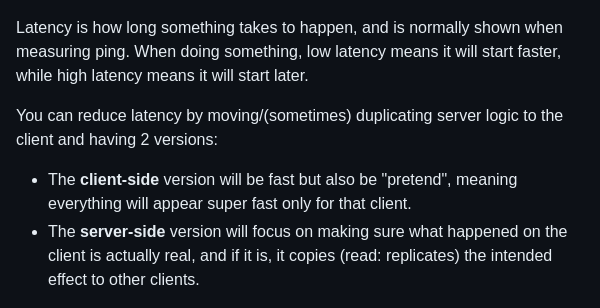 Latency is how long something takes to happen, and is normally shown when
measuring ping. When doing something, low latency means it will start faster,
while high latency means it will start later.
You can reduce latency by moving/(sometimes) duplicating server logic to the
client and having 2 versions:
• The client-side version will be fast but also be "pretend", meaning
everything will appear super fast only for that client.
• The server-side version will focus on making sure what happened on the
client is actually real, and if it is, it copies (read: replicates) the intended
effect to other clients.